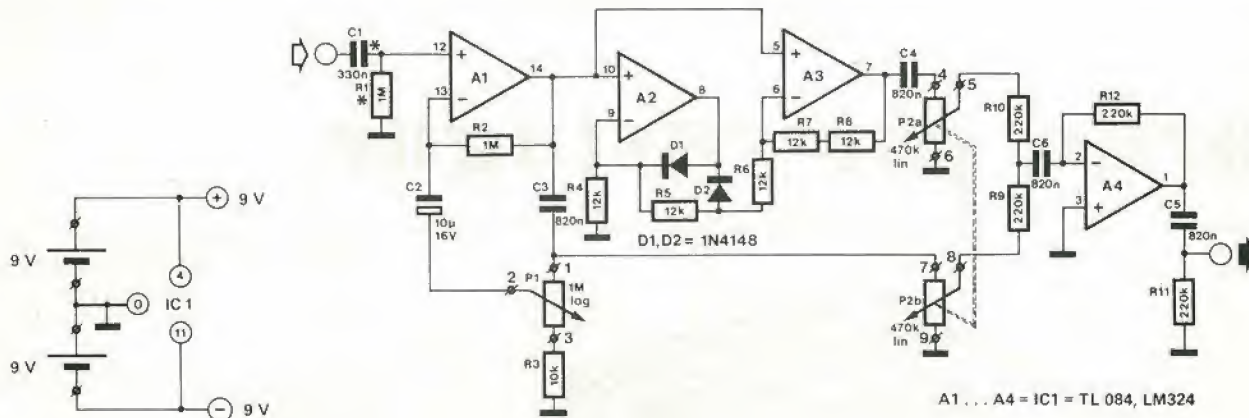 C1
330n
*
R1
*
1M
12
13
+
−
A1
14
R2
1M
C2
10µ
16V
C3
820n
10
9
+
−
A2
8
D1
D2
R4
12k
R5
12k
R6
12k
D1, D2 = 1N4148
5
6
+
−
A3
7
R7
12k
R8
12k
C4
820n
4
5
P2a
470k
lin
6
R10
220k
R9
220k
C6
820n
R12
220k
2
3
−
+
A4
1
C5
820n
R11
220k
2
1
P1
1M
log
3
R3
10k
7
8
P2b
470k
lin
9
+ 9 V
9 V
4
0
IC 1
11
9 V
− 9 V
A1 . . . A4 = IC1 = TL 084, LM324